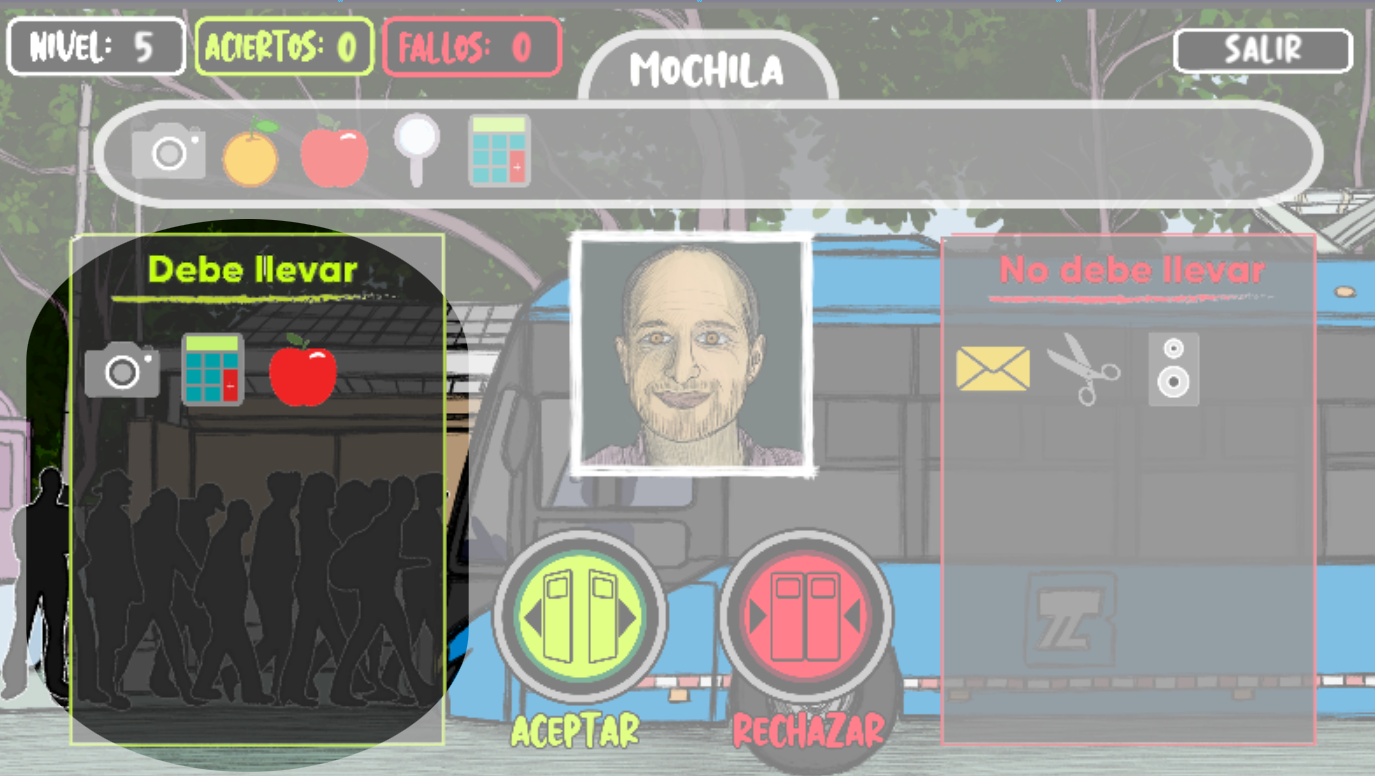 NIVEL: 5
ACIERTOS: 0
FALLOS: 0
MOCHILA
SALIR
Debe llevar
No debe llevar
ACEPTAR
RECHAZAR